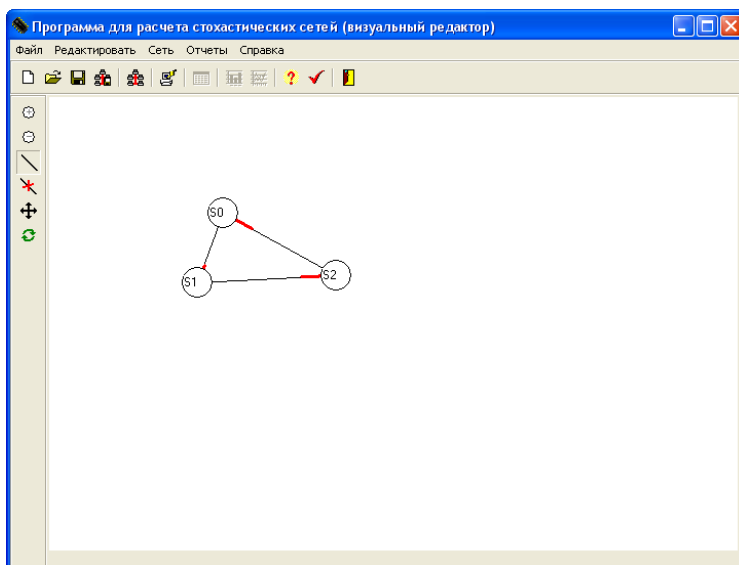 Программа для расчета стохастических сетей (визуальный редактор)
Файл Редактировать Сеть Отчеты Справка
S0
S1
S2